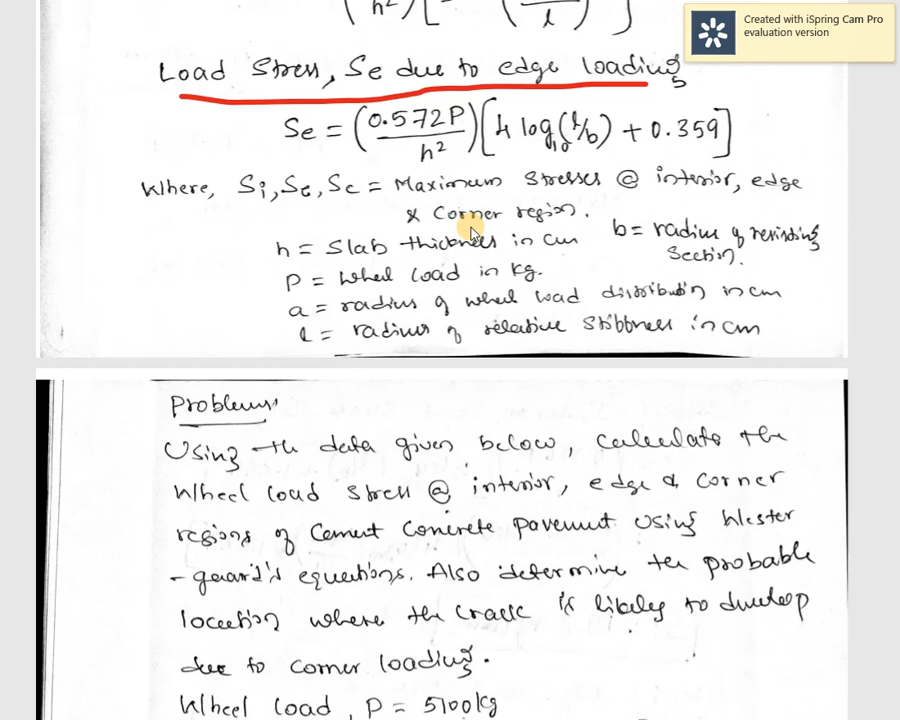 Created with iSpring Cam Pro
evaluation version
h²
l
Load Stress, Se due to edge loading
Se = (0.572P/h²) [4 log₁₀(l/b) + 0.359]
Where, Si, Se, Sc = Maximum Stresses @ interior, edge
& Corner region.
h = Slab thickness in cm
b = radius of resisting
Section.
P = Wheel load in kg.
a = radius of wheel load distribution in cm
l = radius of relative stiffness in cm
Problems
Using the data given below, calculate the
Wheel load stress @ interior, edge & corner
regions of Cement Concrete pavement using Wester
-gaard's equations. Also determine the probable
location where the crack is likely to develop
due to corner loading.
Wheel load, P = 5100kg